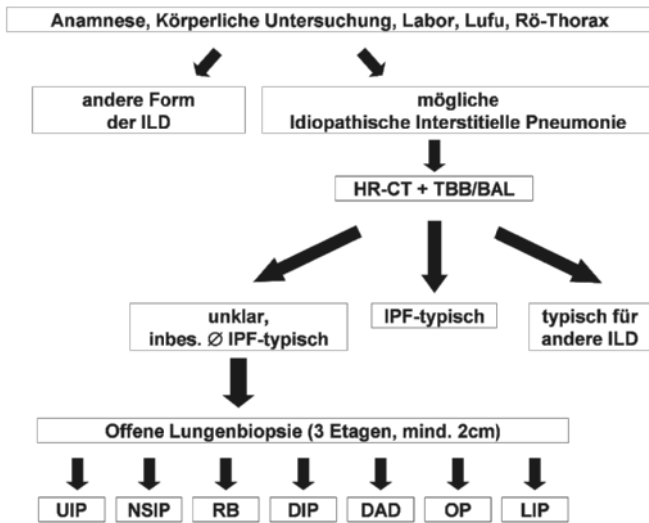 Anamnese, Körperliche Untersuchung, Labor, Lufu, Rö-Thorax
andere Form
der ILD
mögliche
Idiopathische Interstitielle Pneumonie
HR-CT + TBB/BAL
unklar,
inbes. Ø IPF-typisch
IPF-typisch
typisch für
andere ILD
Offene Lungenbiopsie (3 Etagen, mind. 2cm)
UIP NSIP RB DIP DAD OP LIP